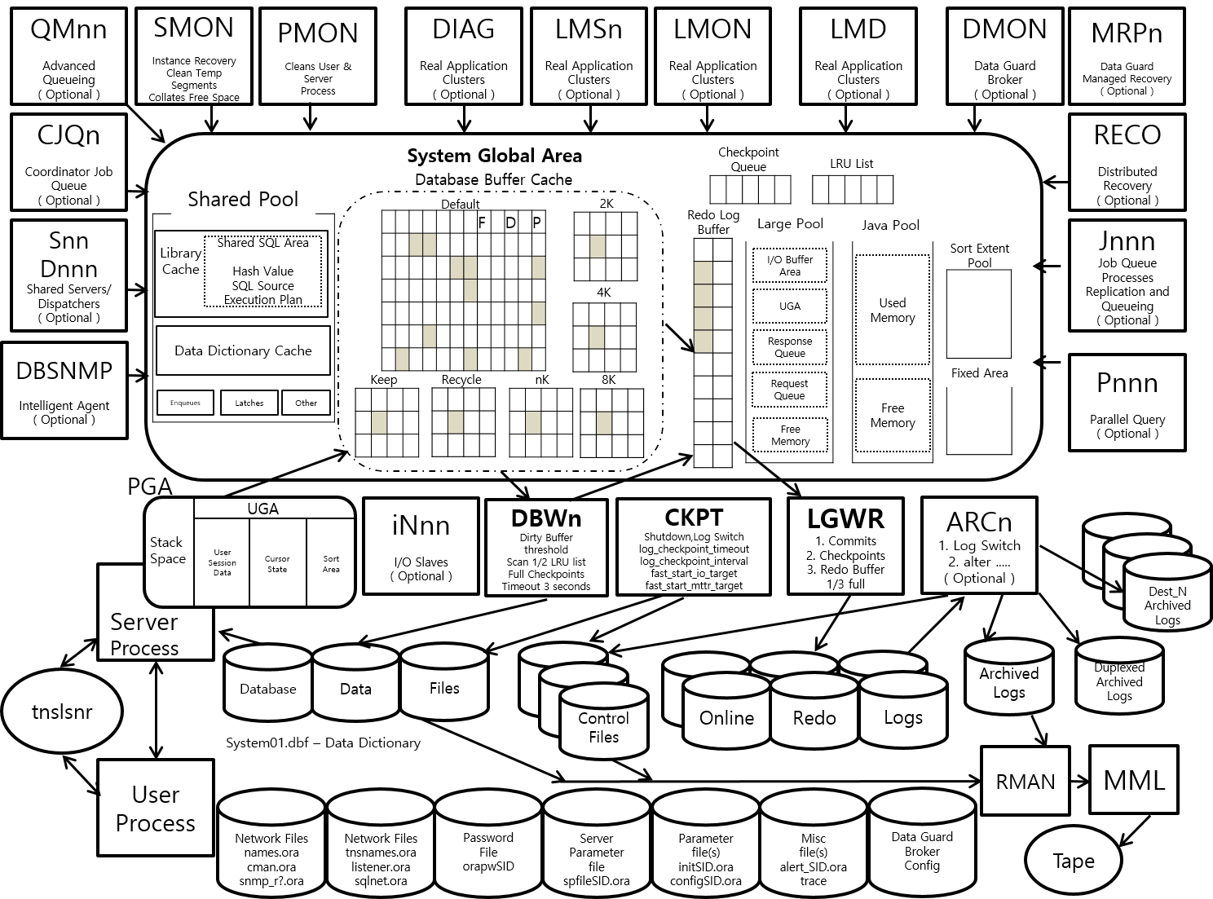 QMnn
Advanced
Queueing
( Optional )
SMON
Instance Recovery
Clean Temp
Segments
Collates Free Space
PMON
Cleans User &
Server
Process
DIAG
Real Application
Clusters
( Optional )
LMSn
Real Application
Clusters
( Optional )
LMON
Real Application
Clusters
( Optional )
LMD
Real Application
Clusters
( Optional )
DMON
Data Guard
Broker
( Optional )
MRPn
Data Guard
Managed Recovery
( Optional )
CJQn
Coordinator Job
Queue
( Optional )
Snn
Dnnn
Shared Servers/
Dispatchers
( Optional )
DBSNMP
Intelligent Agent
( Optional )
RECO
Distributed
Recovery
( Optional )
Jnnn
Job Queue
Processes
Replication and
Queueing
( Optional )
Pnnn
Parallel Query
( Optional )
System Global Area
Database Buffer Cache
Shared Pool
Library
Cache
Shared SQL Area
Hash Value
SQL Source
Execution Plan
Data Dictionary Cache
Enqueues
Latches
Other
Default
F D P
2K
4K
Keep
Recycle
nK
8K
Checkpoint
Queue
LRU List
Redo Log
Buffer
Large Pool
I/O Buffer
Area
UGA
Response
Queue
Request
Queue
Free
Memory
Java Pool
Used
Memory
Free
Memory
Sort Extent
Pool
Fixed Area
PGA
Stack
Space
UGA
User
Session
Data
Cursor
State
Sort
Area
iNnn
I/O Slaves
( Optional )
DBWn
Dirty Buffer
threshold
Scan 1/2 LRU list
Full Checkpoints
Timeout 3 seconds
CKPT
Shutdown,Log Switch
log_checkpoint_timeout
log_checkpoint_interval
fast_start_io_target
fast_start_mttr_target
LGWR
1. Commits
2. Checkpoints
3. Redo Buffer
1/3 full
ARCn
1. Log Switch
2. alter .....
( Optional )
Dest_N
Archived
Logs
Server
Process
tnslsnr
User
Process
Database
Data
Files
System01.dbf – Data Dictionary
Control
Files
Online
Redo
Logs
Archived
Logs
Duplexed
Archived
Logs
RMAN
MML
Tape
Network Files
names.ora
cman.ora
snmp_r?.ora
Network Files
tnsnames.ora
listener.ora
sqlnet.ora
Password
File
orapwSID
Server
Parameter
file
spfileSID.ora
Parameter
file(s)
initSID.ora
configSID.ora
Misc
file(s)
alert_SID.ora
trace
Data Guard
Broker
Config